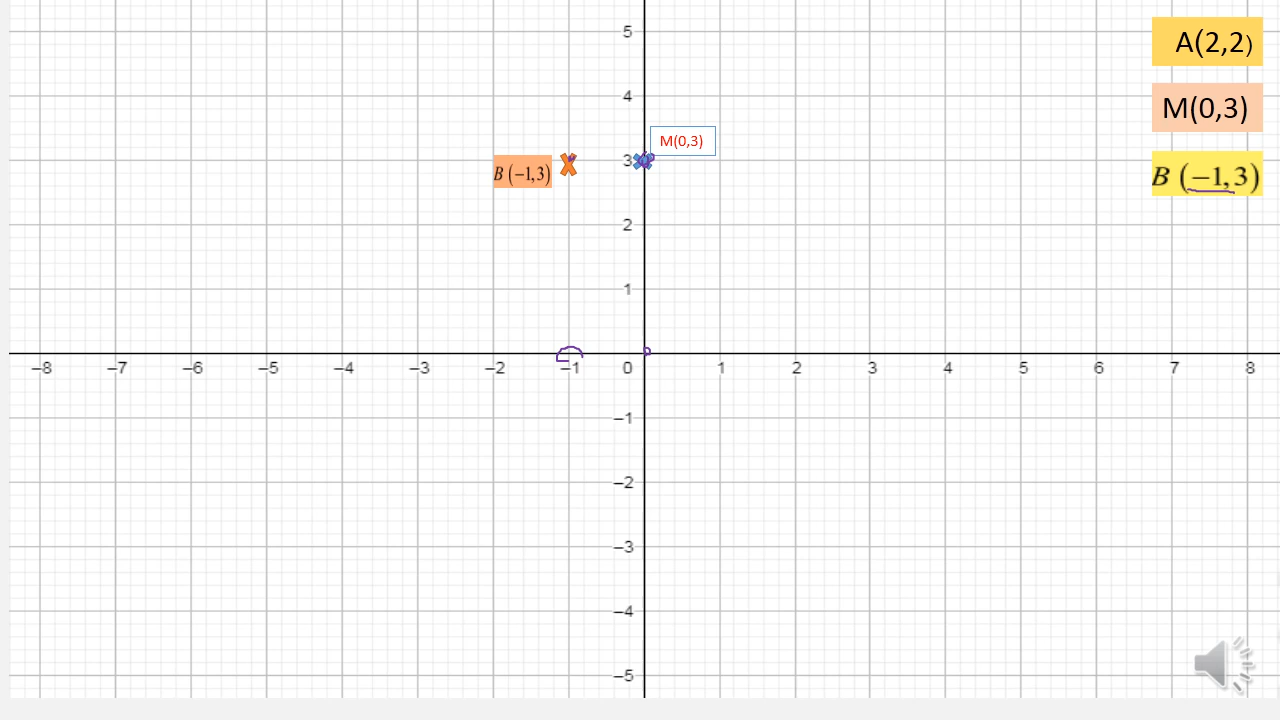 5
A(2,2)
4
M(0,3)
M(0,3)
3
B (−1,3)
B (−1,3)
2
1
−8 −7 −6 −5 −4 −3 −2 −1 0 1 2 3 4 5 6 7 8
−1
−2
−3
−4
−5